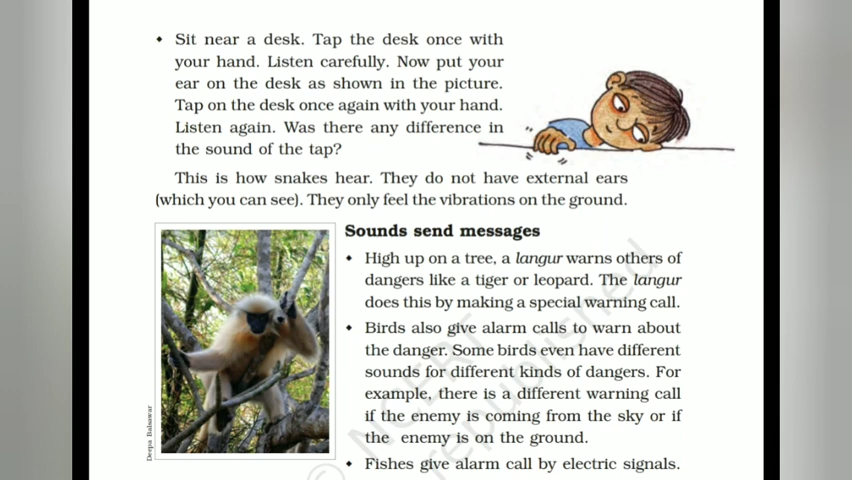 • Sit near a desk. Tap the desk once with
your hand. Listen carefully. Now put your
ear on the desk as shown in the picture.
Tap on the desk once again with your hand.
Listen again. Was there any difference in
the sound of the tap?
This is how snakes hear. They do not have external ears
(which you can see). They only feel the vibrations on the ground.
Sounds send messages
• High up on a tree, a langur warns others of
dangers like a tiger or leopard. The langur
does this by making a special warning call.
• Birds also give alarm calls to warn about
the danger. Some birds even have different
sounds for different kinds of dangers. For
example, there is a different warning call
if the enemy is coming from the sky or if
the enemy is on the ground.
• Fishes give alarm call by electric signals.
Deepa Balsawar
© NCERT
republished